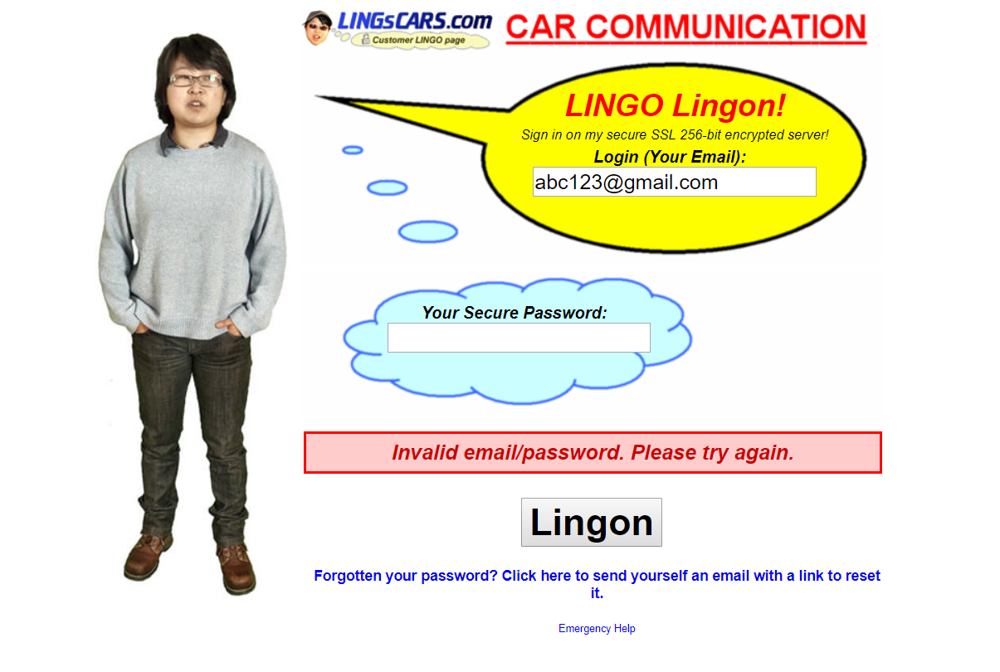 LINGsCARS.com
Customer LINGO page
CAR COMMUNICATION
LINGO Lingon!
Sign in on my secure SSL 256-bit encrypted server!
Login (Your Email):
abc123@gmail.com
Your Secure Password:
Invalid email/password. Please try again.
Lingon
Forgotten your password? Click here to send yourself an email with a link to reset
it.
Emergency Help